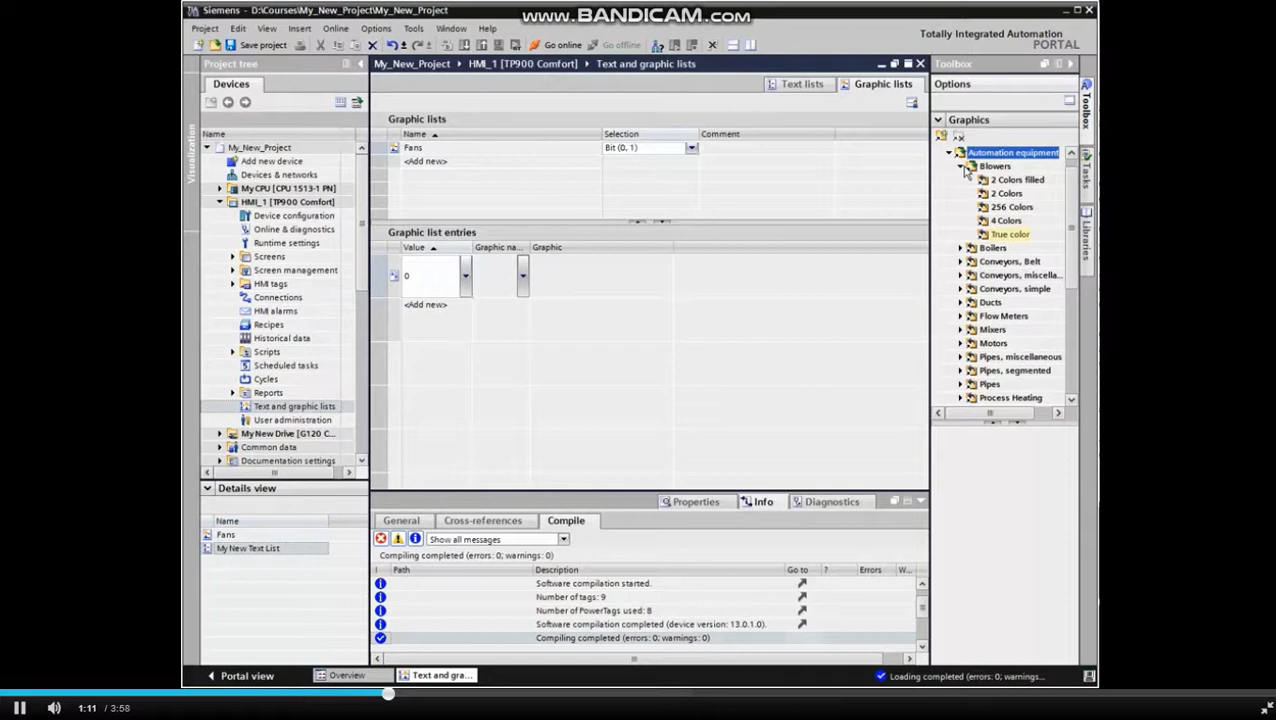 Siemens - D:\Courses\My_New_Project\My_New_Project
www.BANDICAM.com
Project Edit View Insert Online Options Tools Window Help
Totally Integrated Automation
PORTAL
Save project
Go online
Go offline
Project tree
My_New_Project
HMI_1 [TP900 Comfort]
Text and graphic lists
Toolbox
Devices
Text lists
Graphic lists
Options
Visualization
Name
My_New_Project
Add new device
Devices & networks
My CPU [CPU 1513-1 PN]
HMI_1 [TP900 Comfort]
Device configuration
Online & diagnostics
Runtime settings
Screens
Screen management
HMI tags
Connections
HMI alarms
Recipes
Historical data
Scripts
Scheduled tasks
Cycles
Reports
Text and graphic lists
User administration
My New Drive [G120 C...
Common data
Documentation settings
Details view
Name
Fans
My New Text List
Graphic lists
Name Selection Comment
Fans Bit (0, 1)
<Add new>
Graphic list entries
Value Graphic na... Graphic
0
<Add new>
Properties Info Diagnostics
General Cross-references Compile
Show all messages
Compiling completed (errors: 0; warnings: 0)
! Path Description Go to ? Errors W...
Software compilation started.
Number of tags: 9
Number of PowerTags used: 8
Software compilation completed (device version: 13.0.1.0).
Compiling completed (errors: 0; warnings: 0)
Graphics
Automation equipment
Blowers
2 Colors filled
2 Colors
256 Colors
4 Colors
True color
Boilers
Conveyors, Belt
Conveyors, miscella...
Conveyors, simple
Ducts
Flow Meters
Mixers
Motors
Pipes, miscellaneous
Pipes, segmented
Pipes
Process Heating
Toolbox
Tasks
Libraries
Portal view
Overview
Text and gra...
Loading completed (errors: 0; warnings...
1:11 / 3:58